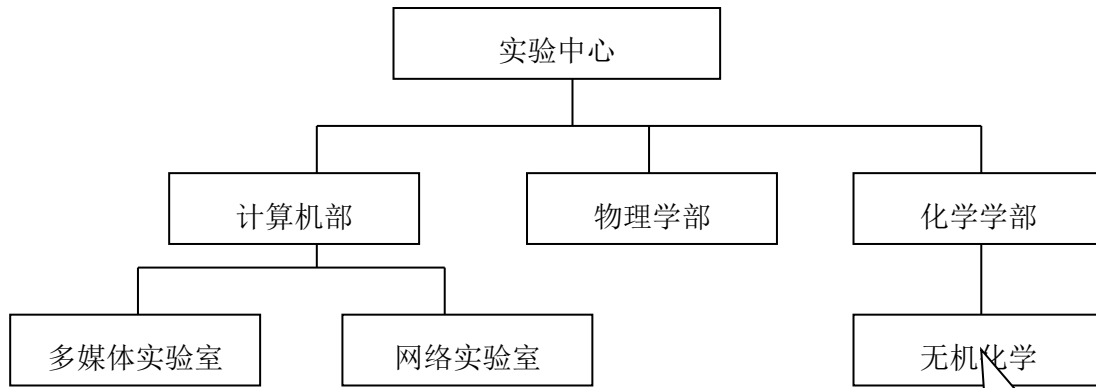 实验中心
计算机部
物理学部
化学学部
多媒体实验室
网络实验室
无机化学